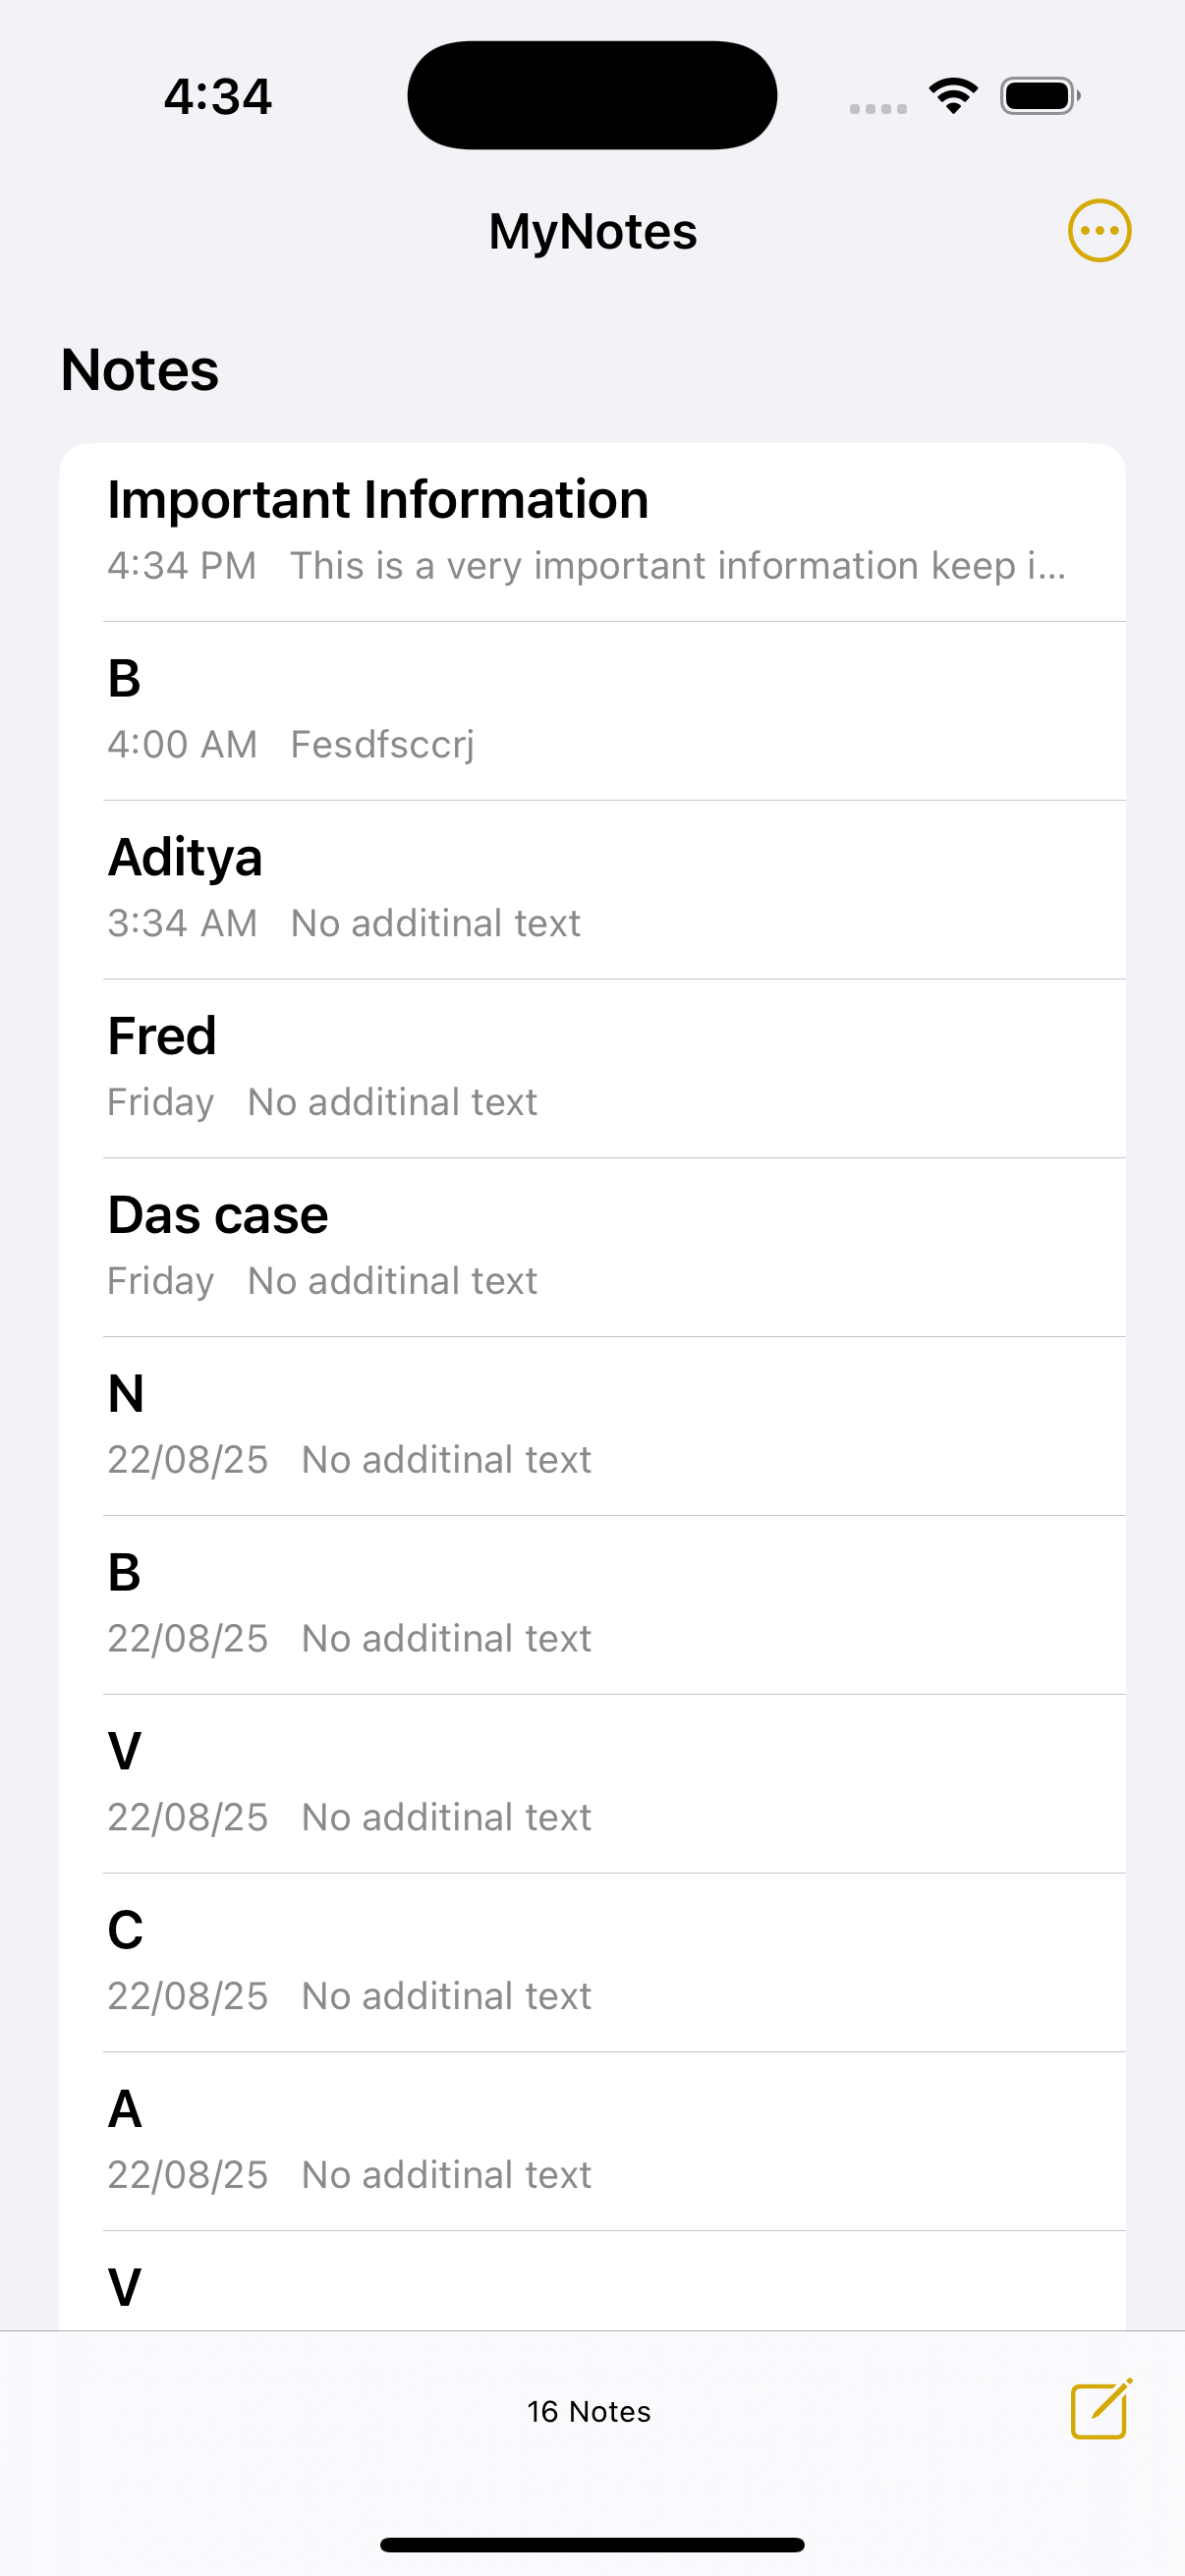 4:34
MyNotes
Notes
Important Information
4:34 PM This is a very important information keep i...
B
4:00 AM Fesdfsccrj
Aditya
3:34 AM No additinal text
Fred
Friday No additinal text
Das case
Friday No additinal text
N
22/08/25 No additinal text
B
22/08/25 No additinal text
V
22/08/25 No additinal text
C
22/08/25 No additinal text
A
22/08/25 No additinal text
V
16 Notes